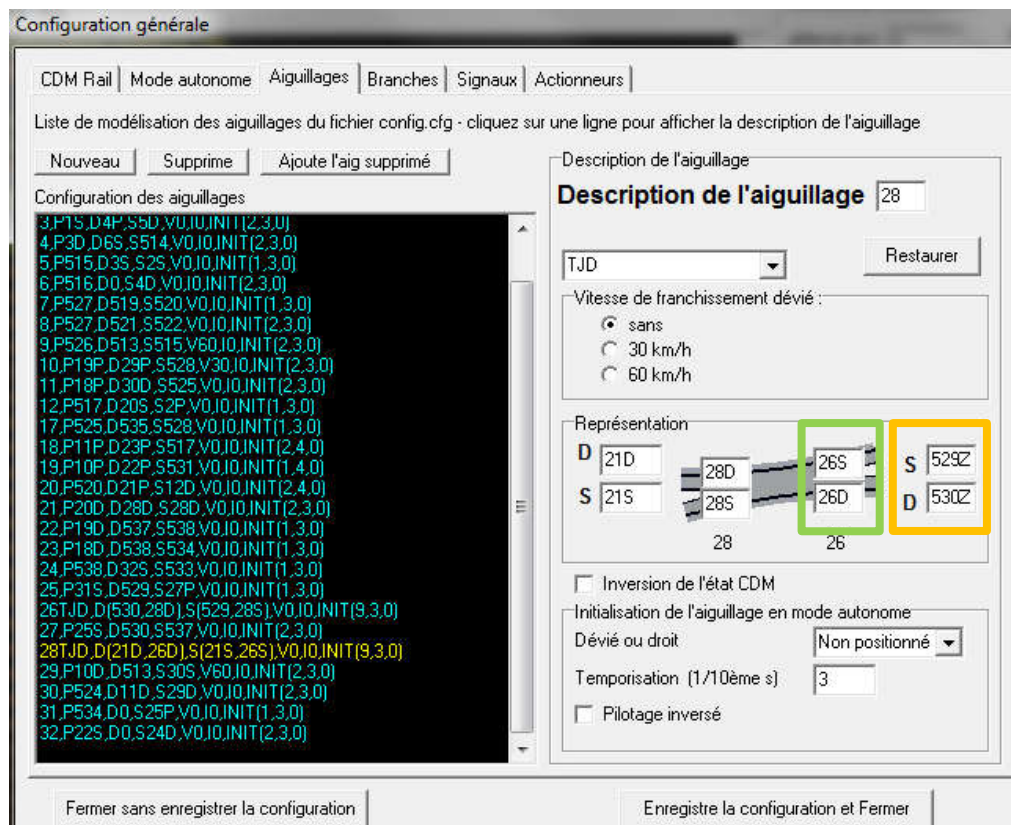 Configuration générale
CDM Rail Mode autonome Aiguillages Branches Signaux Actionneurs
Liste de modélisation des aiguillages du fichier config.cfg - cliquez sur une ligne pour afficher la description de l'aiguillage
Nouveau Supprime Ajoute l'aig supprimé
Configuration des aiguillages
3,P1S,D4P,S5D,V0,I0,INIT(2,3,0)
4,P3D,D6S,S514,V0,I0,INIT(2,3,0)
5,P515,D3S,S2S,V0,I0,INIT(1,3,0)
6,P516,D0,S4D,V0,I0,INIT(2,3,0)
7,P527,D519,S520,V0,I0,INIT(1,3,0)
8,P527,D521,S522,V0,I0,INIT(2,3,0)
9,P526,D513,S515,V60,I0,INIT(2,3,0)
10,P19P,D29P,S528,V30,I0,INIT(2,3,0)
11,P18P,D30D,S525,V0,I0,INIT(2,3,0)
12,P517,D20S,S2P,V0,I0,INIT(1,3,0)
17,P525,D535,S528,V0,I0,INIT(1,3,0)
18,P11P,D23P,S517,V0,I0,INIT(2,4,0)
19,P10P,D22P,S531,V0,I0,INIT(1,4,0)
20,P520,D21P,S12D,V0,I0,INIT(2,4,0)
21,P20D,D28D,S28D,V0,I0,INIT(2,3,0)
22,P19D,D537,S538,V0,I0,INIT(1,3,0)
23,P18D,D538,S534,V0,I0,INIT(1,3,0)
24,P538,D32S,S533,V0,I0,INIT(1,3,0)
25,P31S,D529,S27P,V0,I0,INIT(1,3,0)
26TJD,D(530,28D),S(529,28S),V0,I0,INIT(9,3,0)
27,P25S,D530,S537,V0,I0,INIT(2,3,0)
28TJD,D(21D,26D),S(21S,26S),V0,I0,INIT(9,3,0)
29,P10D,D513,S30S,V60,I0,INIT(2,3,0)
30,P524,D11D,S29D,V0,I0,INIT(2,3,0)
31,P534,D0,S25P,V0,I0,INIT(1,3,0)
32,P22S,D0,S24D,V0,I0,INIT(2,3,0)
Description de l'aiguillage
Description de l'aiguillage 28
TJD Restaurer
Vitesse de franchissement dévié :
sans
30 km/h
60 km/h
Représentation
D 21D 28D 26S S 529Z
S 21S 28S 26D D 530Z
28 26
Inversion de l'état CDM
Initialisation de l'aiguillage en mode autonome
Dévié ou droit Non positionné
Temporisation (1/10ème s) 3
Pilotage inversé
Fermer sans enregistrer la configuration Enregistre la configuration et Fermer